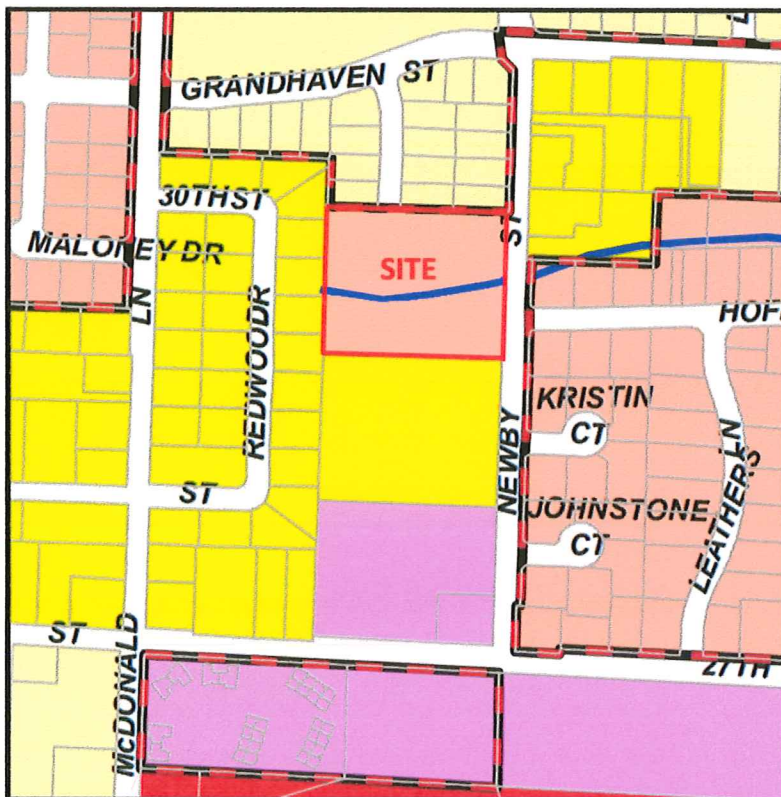 GRANDHAVEN ST
30TH ST
ST
MALONEY DR
SITE
LN
REDWOOD DR
HOFF
KRISTIN
CT
NEWBY
ST
JOHNSTONE
CT
LEATHERS LN
ST
McDONALD
27TH